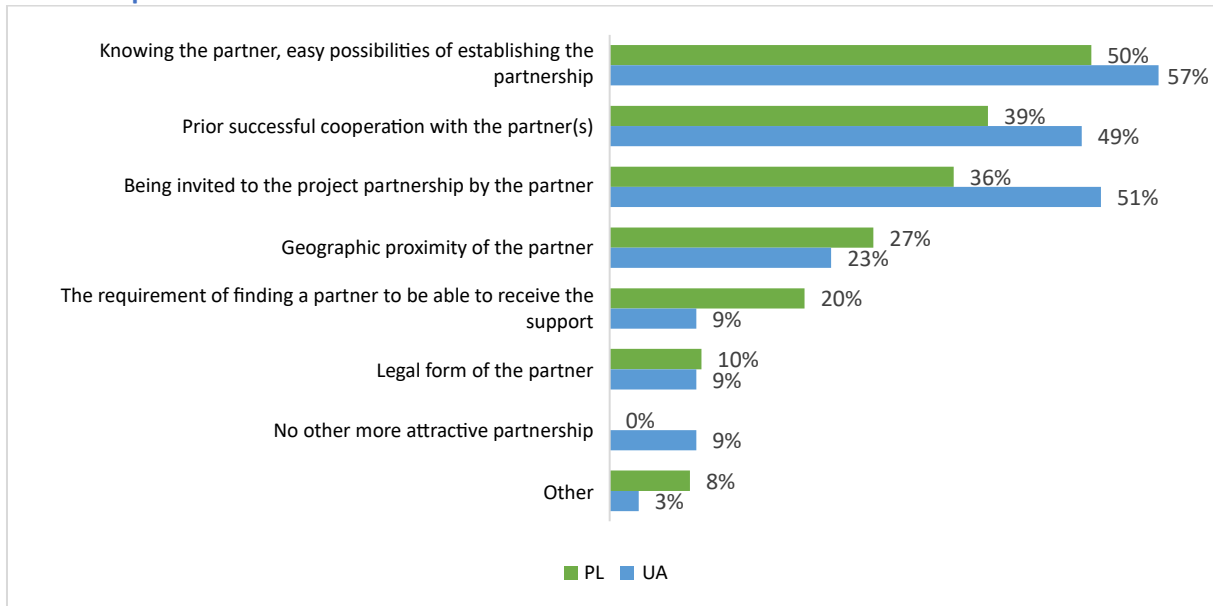 Knowing the partner, easy possibilities of establishing the
partnership
50%
57%
Prior successful cooperation with the partner(s)
39%
49%
Being invited to the project partnership by the partner
36%
51%
Geographic proximity of the partner
27%
23%
The requirement of finding a partner to be able to receive the
support
20%
9%
Legal form of the partner
10%
9%
No other more attractive partnership
0%
9%
Other
8%
3%
PL UA